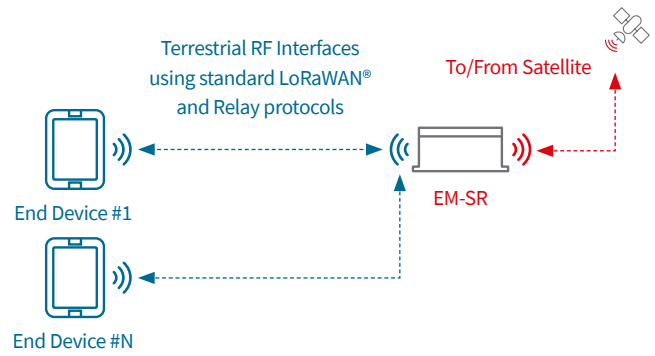 Terrestrial RF Interfaces
using standard LoRaWAN®
and Relay protocols
To/From Satellite
End Device #1
EM-SR
End Device #N